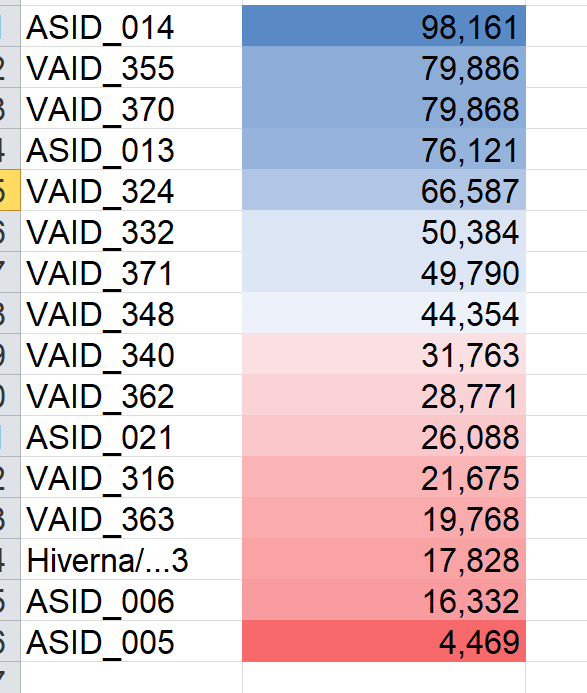 ASID_014 98,161
VAID_355 79,886
VAID_370 79,868
ASID_013 76,121
VAID_324 66,587
VAID_332 50,384
VAID_371 49,790
VAID_348 44,354
VAID_340 31,763
VAID_362 28,771
ASID_021 26,088
VAID_316 21,675
VAID_363 19,768
Hiverna/...3 17,828
ASID_006 16,332
ASID_005 4,469